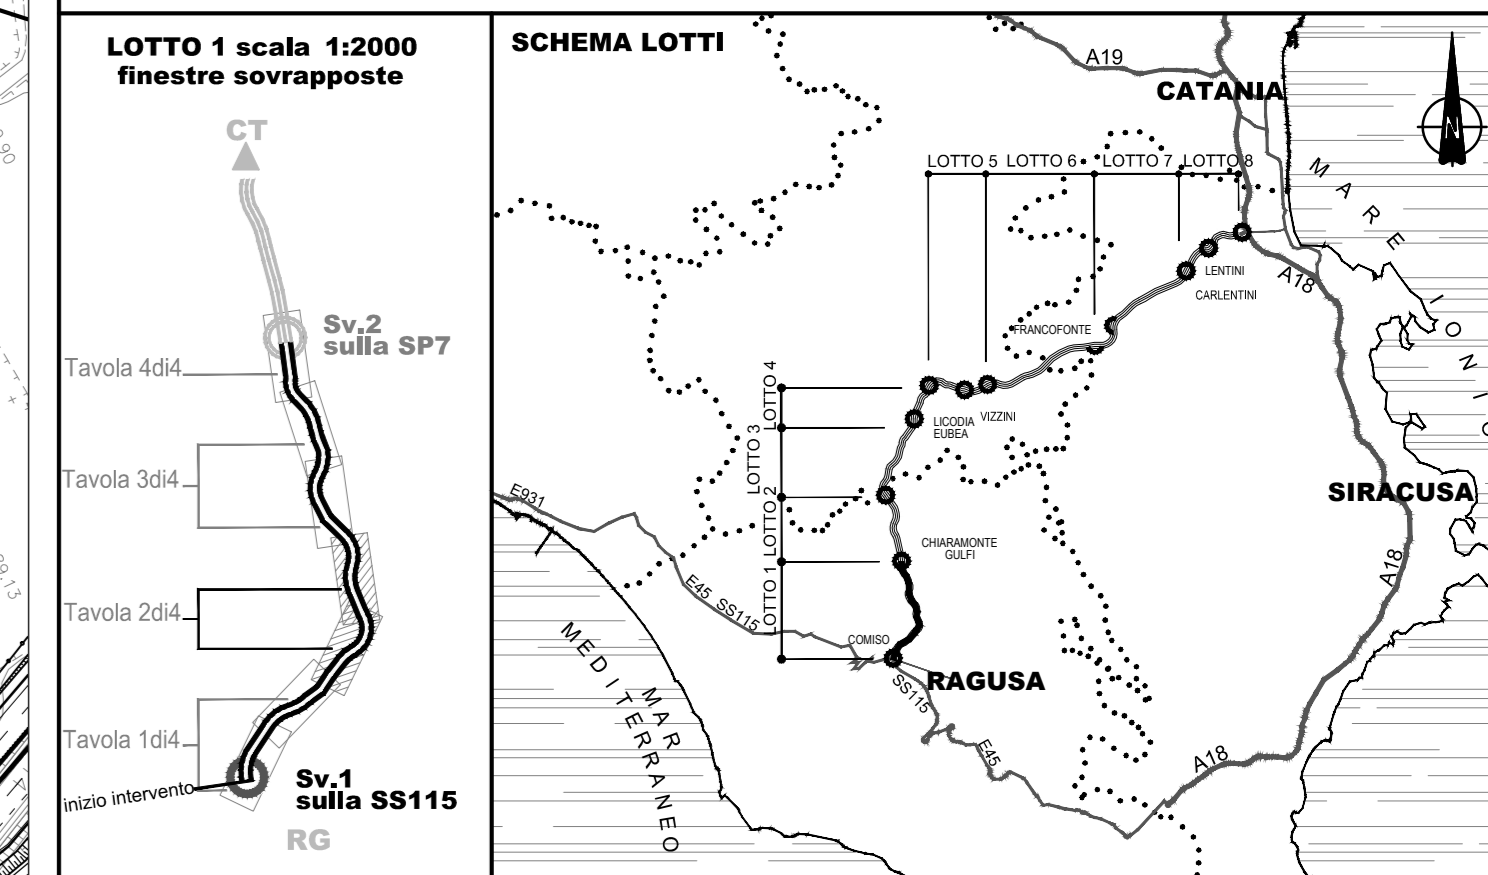 LOTTO 1 scala 1:2000
finestre sovrapposte
CT
Sv.2
sulla SP7
Tavola 4di4
Tavola 3di4
Tavola 2di4
Tavola 1di4
inizio intervento
Sv.1
sulla SS115
RG
SCHEMA LOTTI
A19
CATANIA
N
LOTTO 5
LOTTO 6
LOTTO 7
LOTTO 8
MARE
IONI
LENTINI
CARLENTINI
A18
FRANCOFONTE
LOTTO 4
LOTTO 3
LOTTO 2
LOTTO 1
LICODIA
EUBEA
VIZZINI
SIRACUSA
E931
CHIARAMONTE
GULFI
A18
E45
SS115
COMISO
RAGUSA
SS115
MAR
MEDITERRANEO
E45
A18
29.13